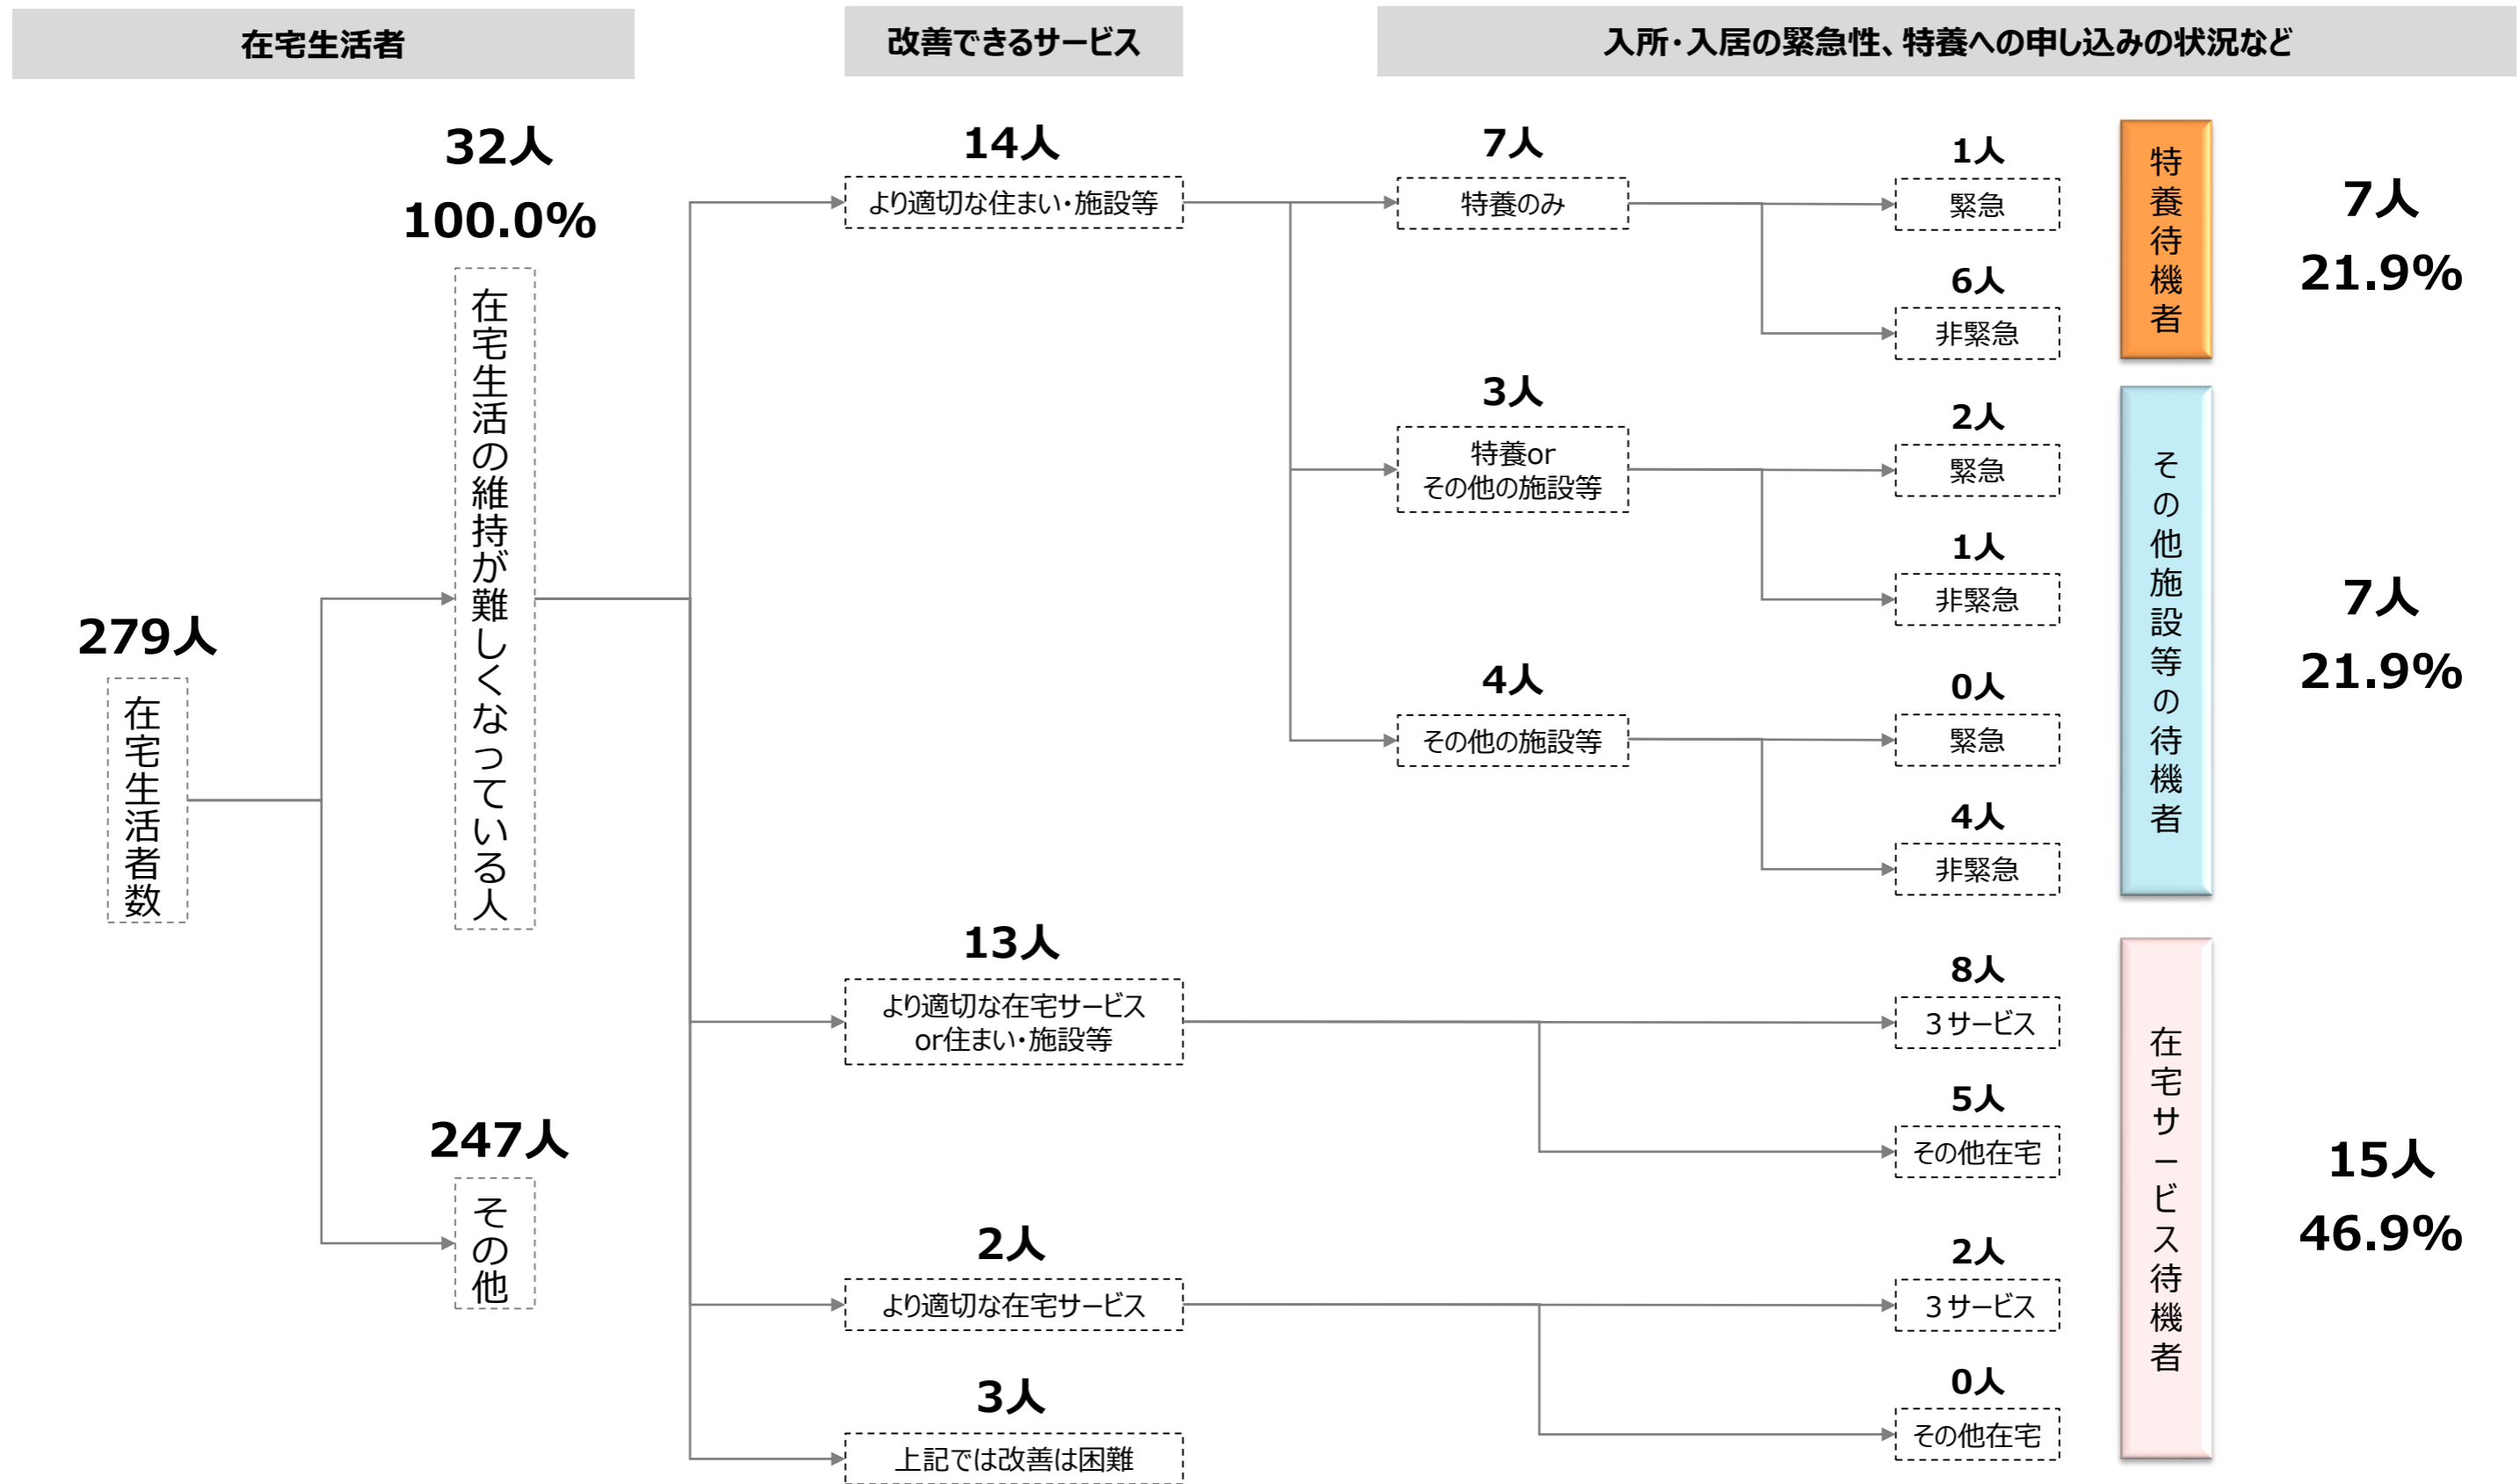 在宅生活者
改善できるサービス
入所・入居の緊急性、特養への申し込みの状況など
279人
在宅生活者数
32人
100.0%
在宅生活の維持が難しくなっている人
247人
その他
14人
より適切な住まい・施設等
7人
特養のみ
1人
緊急
6人
非緊急
3人
特養or
その他の施設等
2人
緊急
1人
非緊急
4人
その他の施設等
0人
緊急
4人
非緊急
13人
より適切な在宅サービス
or住まい・施設等
8人
３サービス
5人
その他在宅
2人
より適切な在宅サービス
2人
３サービス
0人
その他在宅
3人
上記では改善は困難
特養待機者
7人
21.9%
その他施設等の待機者
7人
21.9%
在宅サービス待機者
15人
46.9%